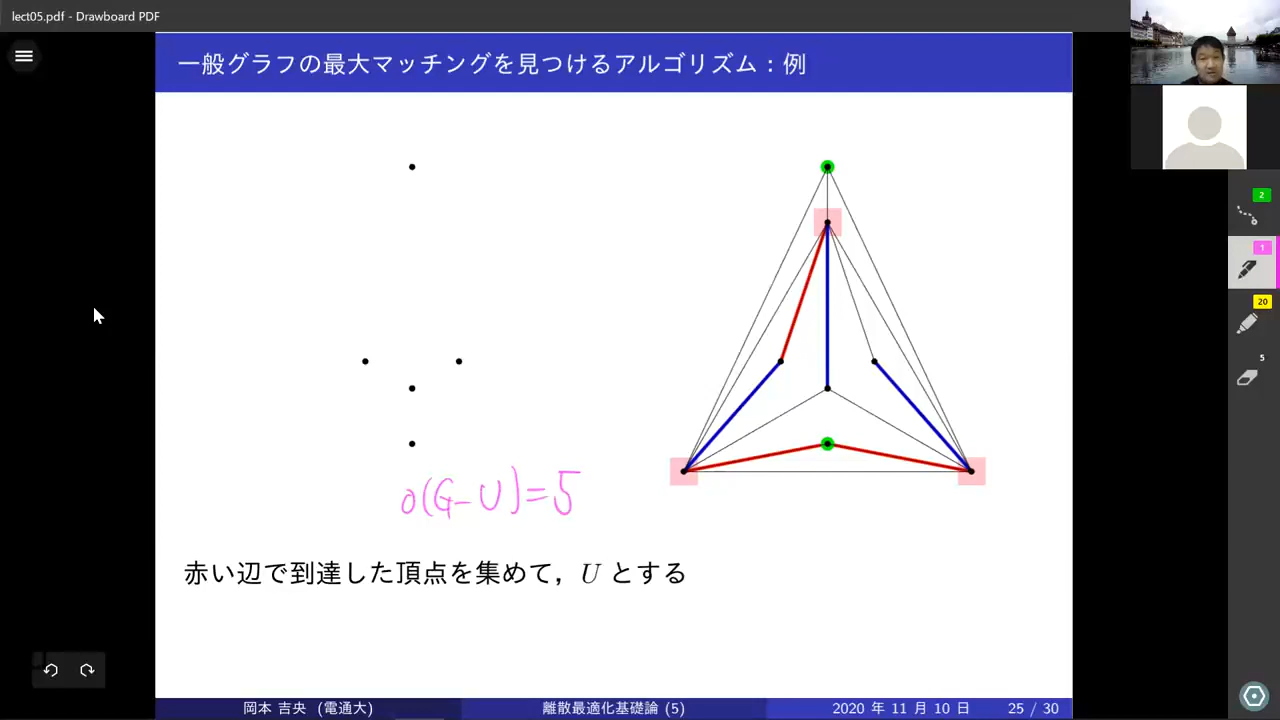 lect05.pdf - Drawboard PDF
一般グラフの最大マッチングを見つけるアルゴリズム：例
2
1
20
5
o(G-U)=5
赤い辺で到達した頂点を集めて，U とする
岡本 吉央 (電通大)
離散最適化基礎論 (5)
2020 年 11 月 10 日
25 / 30